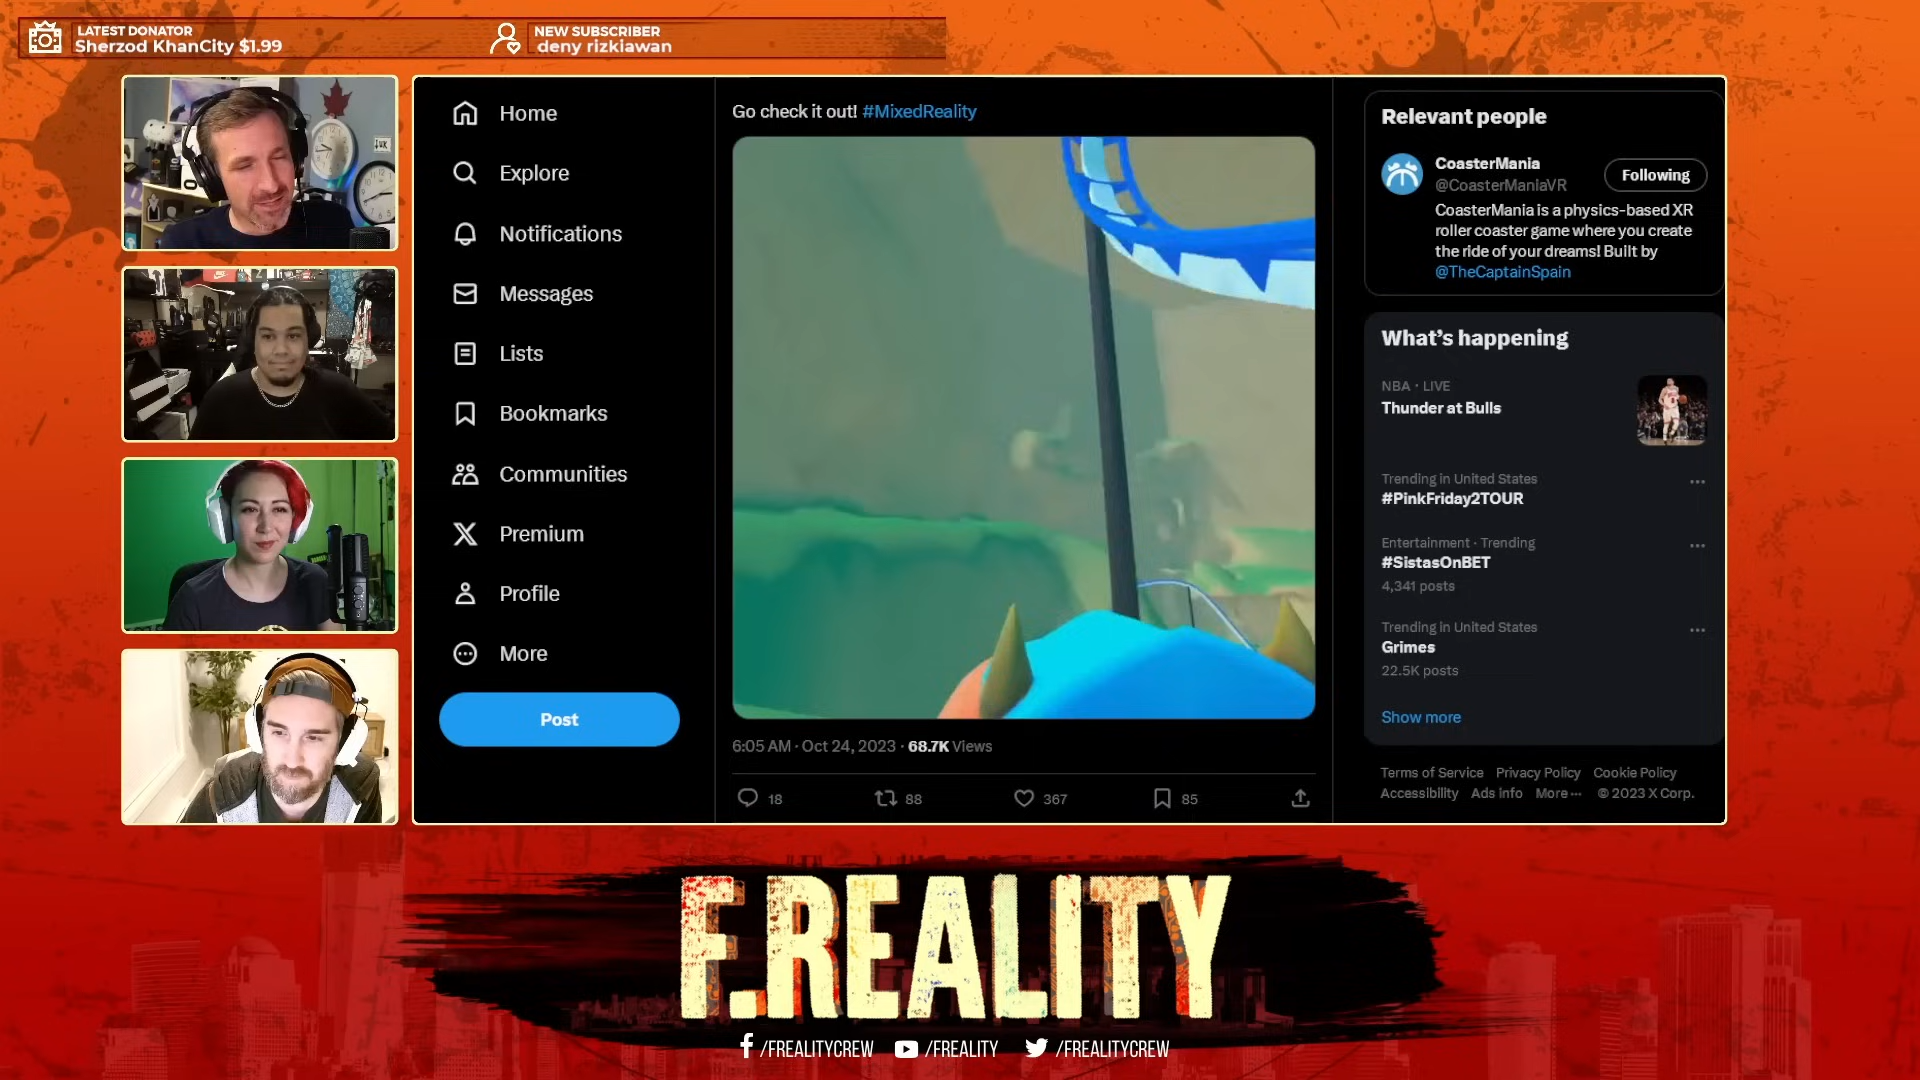 LATEST DONATOR
Sherzod KhanCity $1.99
NEW SUBSCRIBER
deny rizkiawan
Home
Explore
Notifications
Messages
Lists
Bookmarks
Communities
Premium
Profile
More
Post
Go check it out! #MixedReality
6:05 AM · Oct 24, 2023 · 68.7K Views
18
88
367
85
Relevant people
CoasterMania
@CoasterManiaVR
Following
CoasterMania is a physics-based XR
roller coaster game where you create
the ride of your dreams! Built by
@TheCaptainSpain
What's happening
NBA · LIVE
Thunder at Bulls
Trending in United States
#PinkFriday2TOUR
Entertainment · Trending
#SistasOnBET
4,341 posts
Trending in United States
Grimes
22.5K posts
Show more
Terms of Service Privacy Policy Cookie Policy
Accessibility Ads info More ··· © 2023 X Corp.
F.REALITY
/FREALITYCREW
/FREALITY
/FREALITYCREW